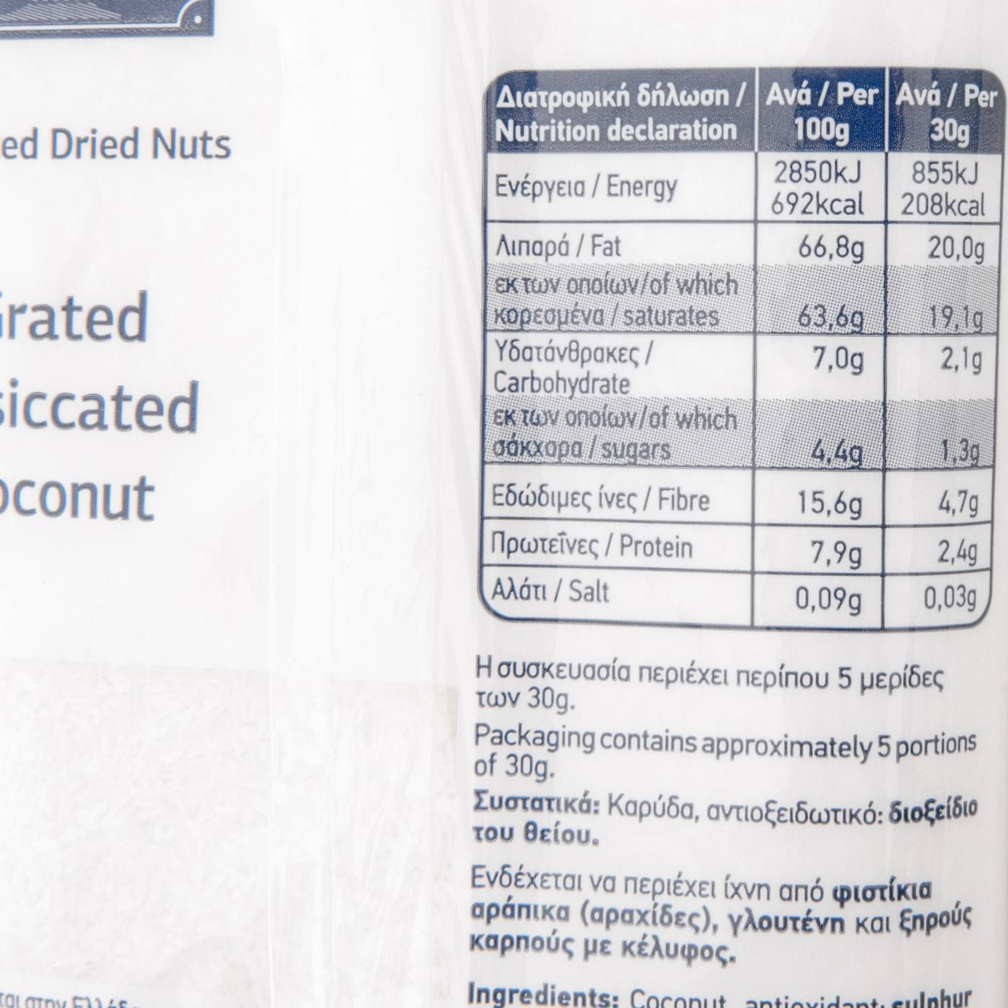 ed Dried Nuts
rated
siccated
oconut
Διατροφική δήλωση / Ανά / Per Ανά / Per
Nutrition declaration 100g 30g
Ενέργεια / Energy 2850kJ 855kJ
692kcal 208kcal
Λιπαρά / Fat 66,8g 20,0g
εκ των οποίων/of which
κορεσμένα / saturates 63,6g 19,1g
Υδατάνθρακες / 7,0g 2,1g
Carbohydrate
εκ των οποίων/of which
σάκχαρα / sugars 4,4g 1,3g
Εδώδιμες ίνες / Fibre 15,6g 4,7g
Πρωτεΐνες / Protein 7,9g 2,4g
Αλάτι / Salt 0,09g 0,03g
Η συσκευασία περιέχει περίπου 5 μερίδες
των 30g.
Packaging contains approximately 5 portions
of 30g.
Συστατικά: Καρύδα, αντιοξειδωτικό: διοξείδιο
του θείου.
Ενδέχεται να περιέχει ίχνη από φιστίκια
αράπικα (αραχίδες), γλουτένη και ξηρούς
καρπούς με κέλυφος.
Ingredients: Coconut, antioxidant: sulphur